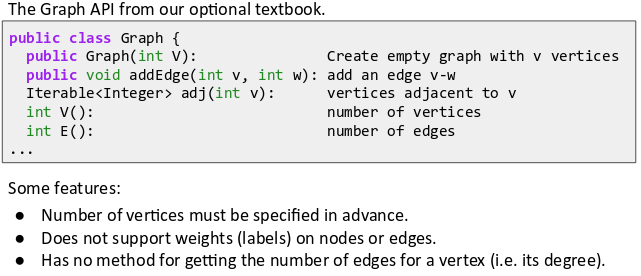 The Graph API from our optional textbook.
public class Graph {
public Graph(int V): Create empty graph with v vertices
public void addEdge(int v, int w): add an edge v-w
Iterable<Integer> adj(int v): vertices adjacent to v
int V(): number of vertices
int E(): number of edges
...
Some features:
● Number of vertices must be specified in advance.
● Does not support weights (labels) on nodes or edges.
● Has no method for getting the number of edges for a vertex (i.e. its degree).